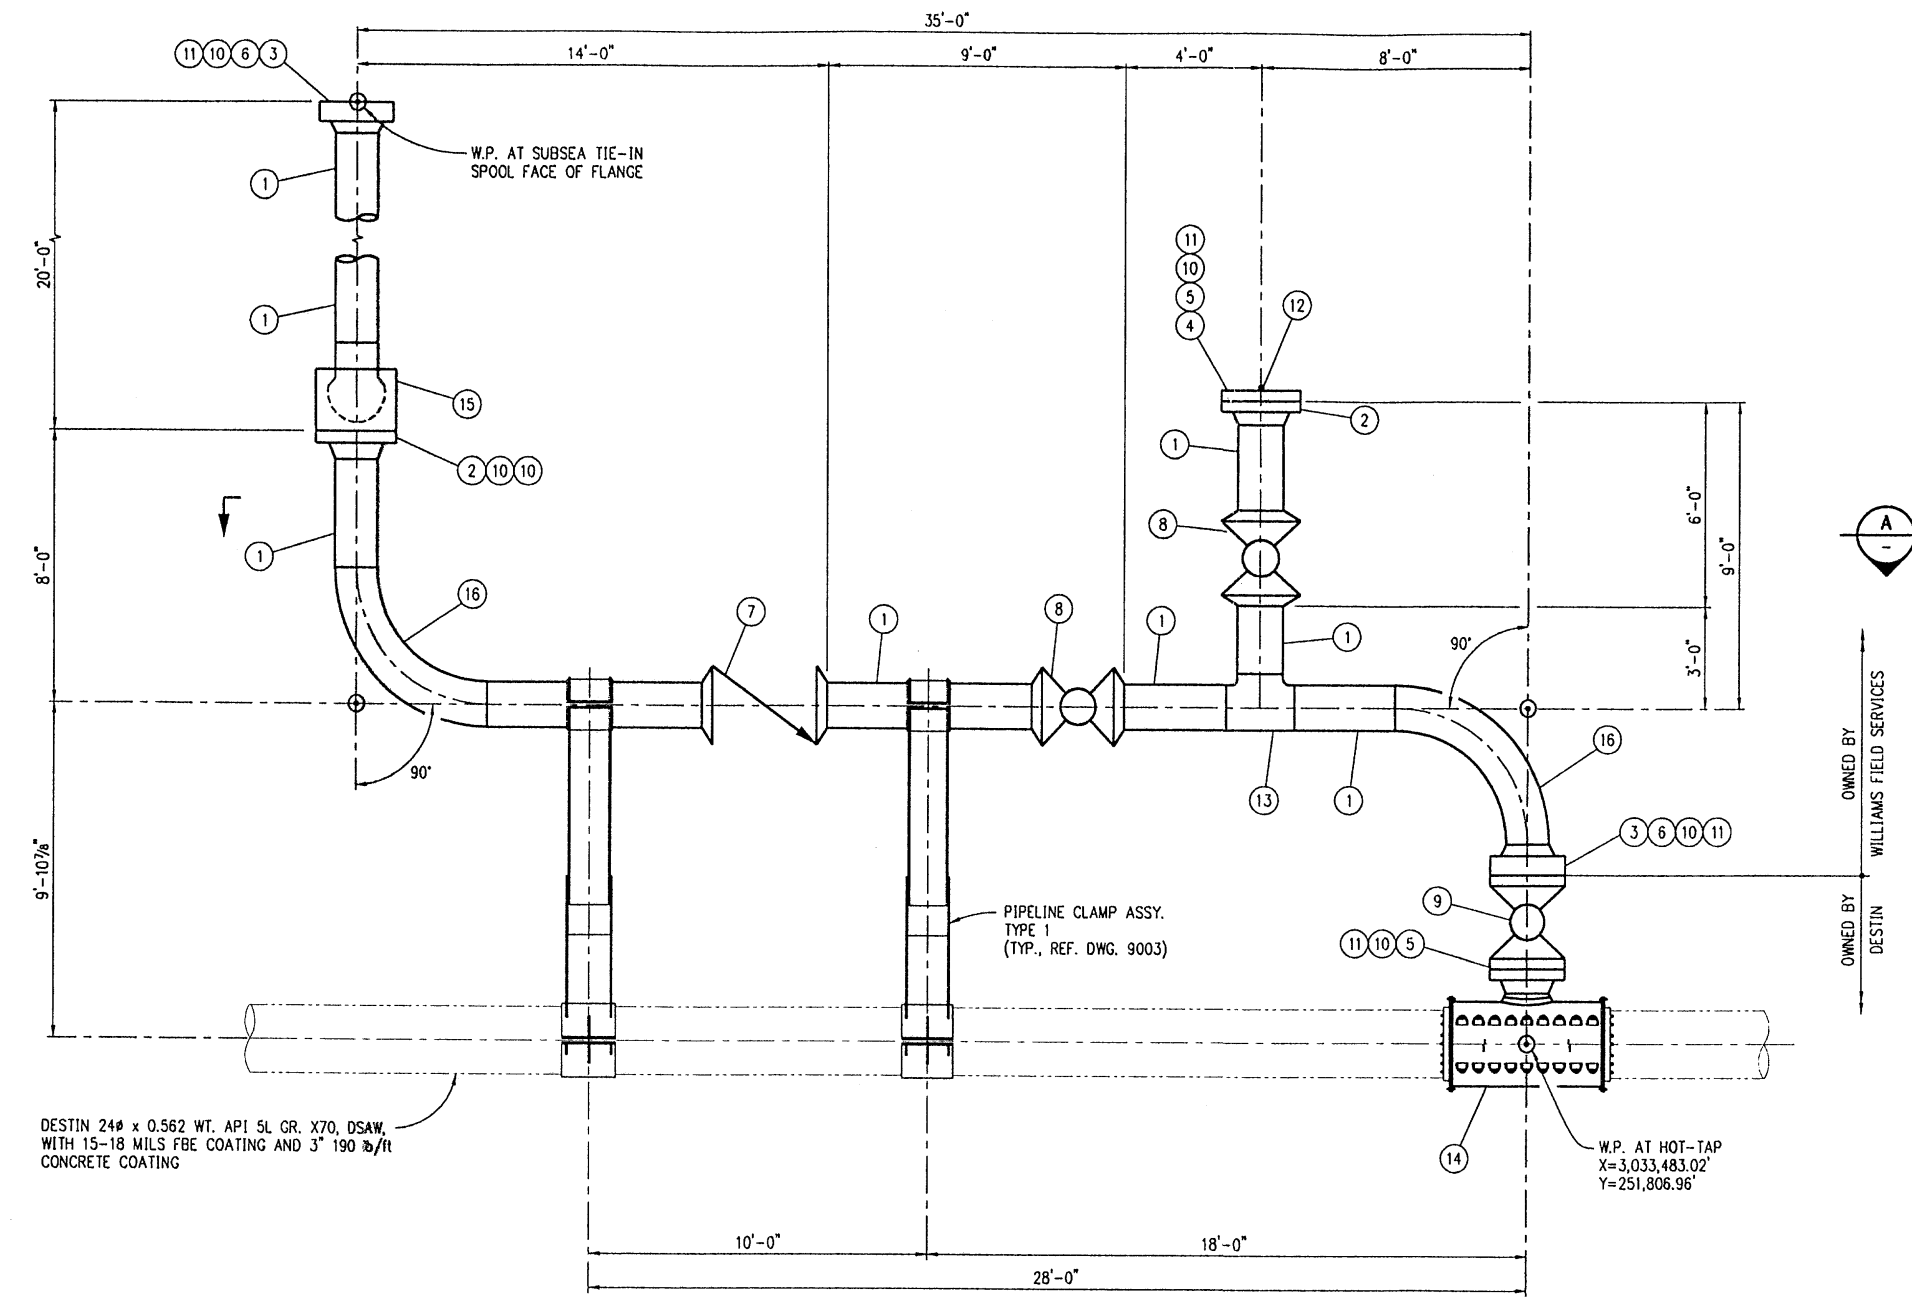 35'-0"
14'-0"
9'-0"
4'-0"
8'-0"
11 10 6 3
W.P. AT SUBSEA TIE-IN
SPOOL FACE OF FLANGE
1
20'-0"
11
10
5
4
12
1
15
2
1
2 10 10
8
6'-0"
9'-0"
A
-
1
8'-0"
16
7
1
8
1
1
90°
3'-0"
90°
13
1
16
OWNED BY
WILLIAMS FIELD SERVICES
3 6 10 11
9'-10⅞"
PIPELINE CLAMP ASSY.
TYPE 1
(TYP., REF. DWG. 9003)
9
11 10 5
OWNED BY
DESTIN
DESTIN 24ø x 0.562 WT. API 5L GR. X70, DSAW,
WITH 15-18 MILS FBE COATING AND 3" 190 lb/ft
CONCRETE COATING
14
W.P. AT HOT-TAP
X=3,033,483.02'
Y=251,806.96'
10'-0"
18'-0"
28'-0"